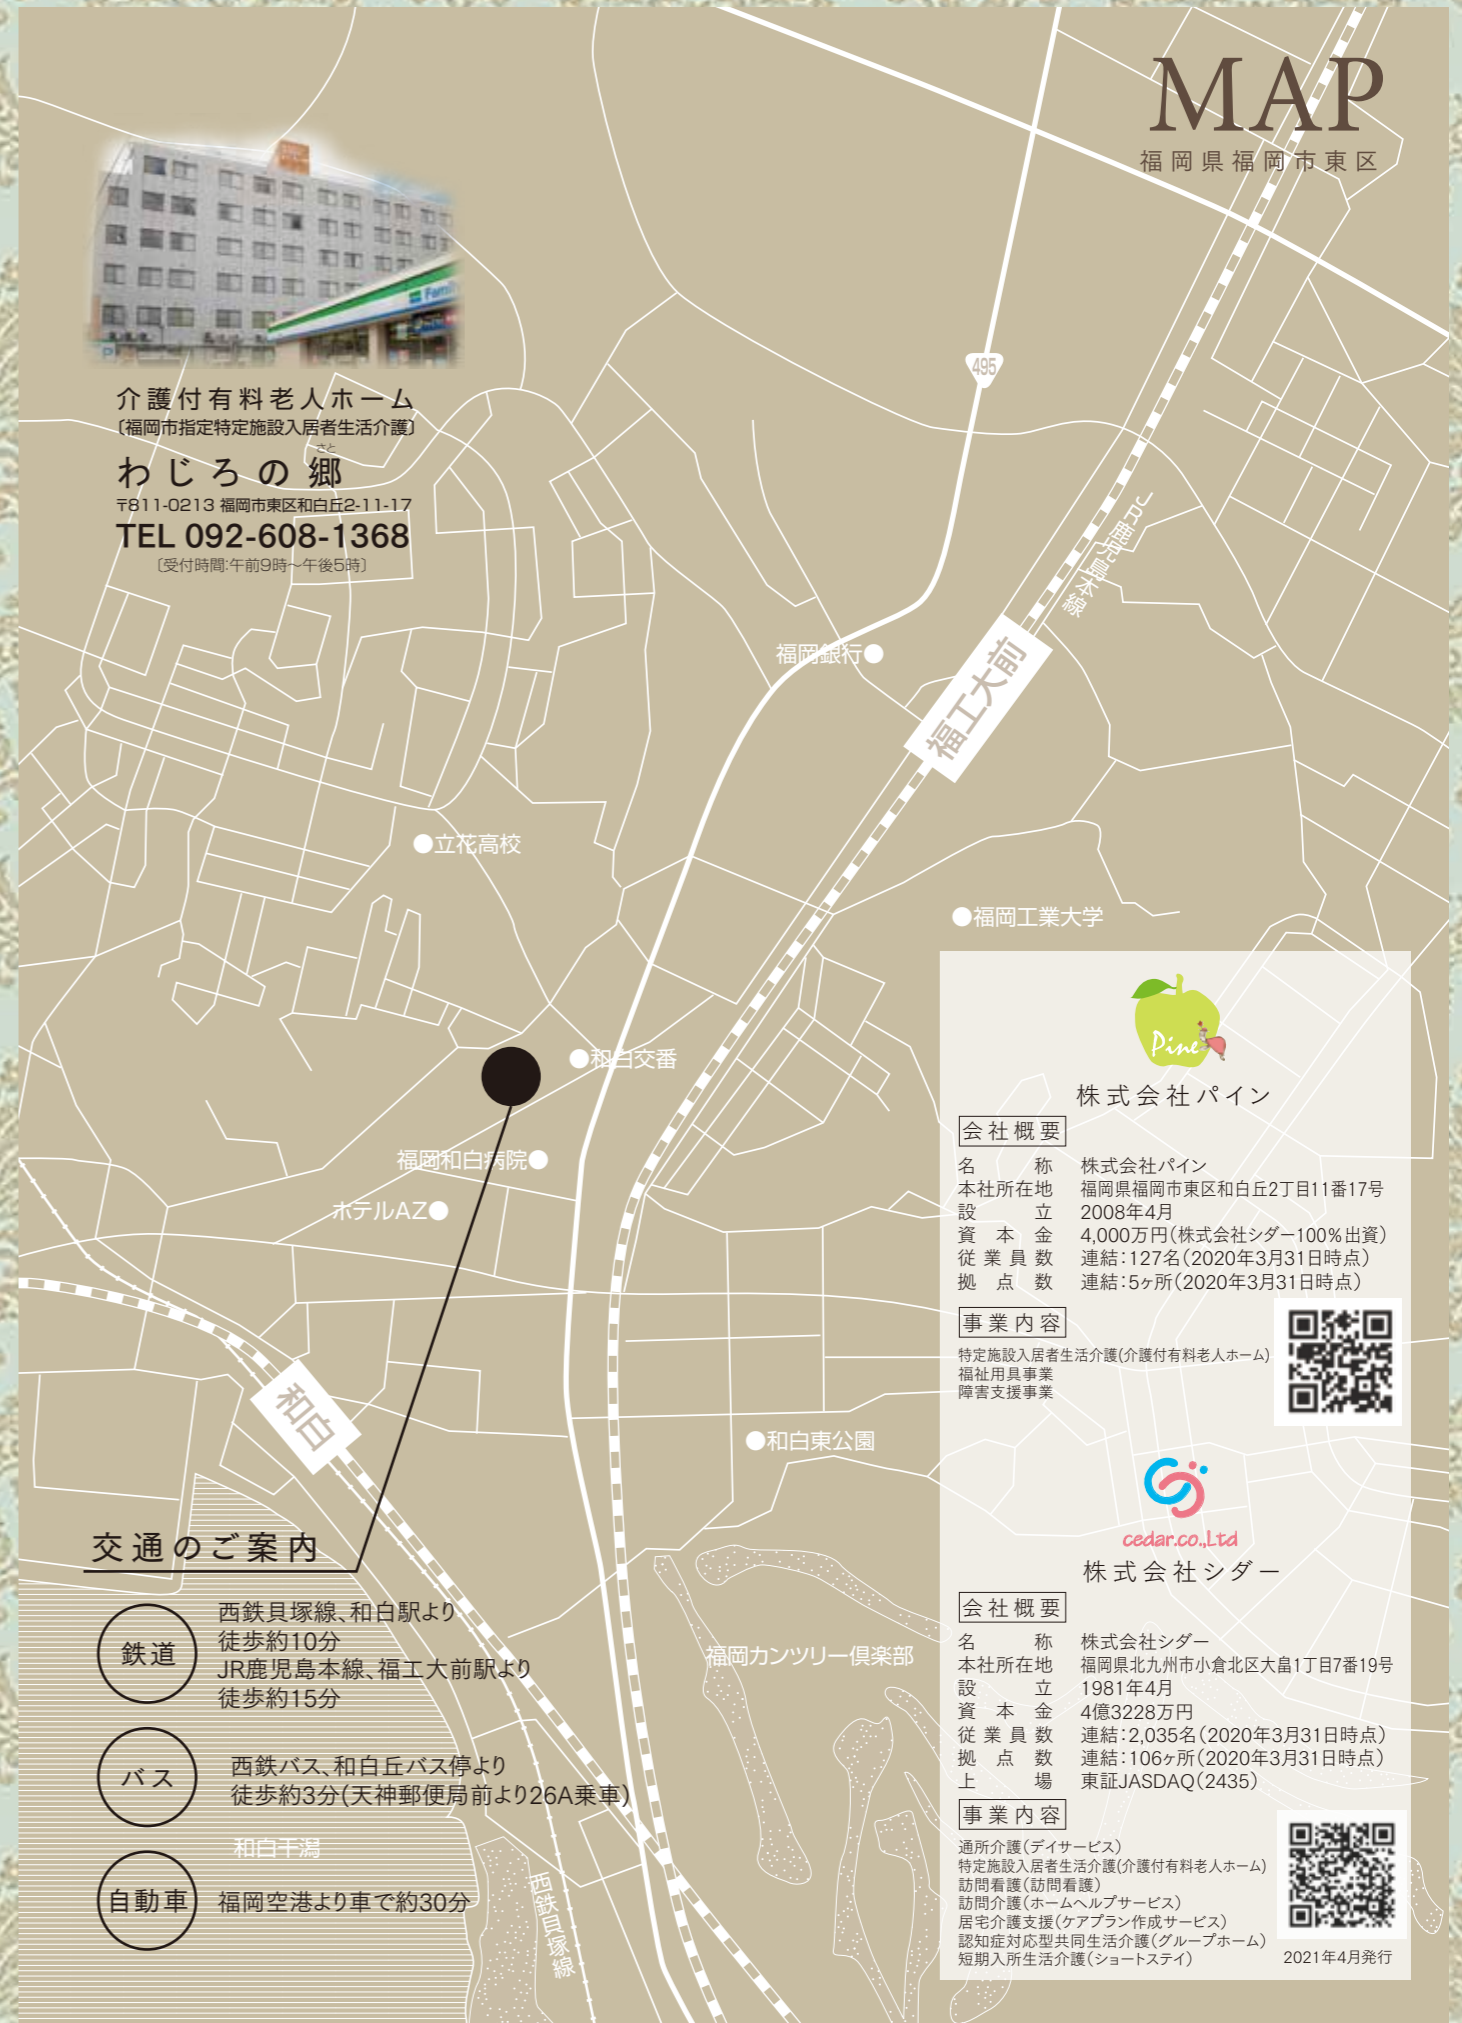 MAP
福岡県福岡市東区
介護付有料老人ホーム
〔福岡市指定特定施設入居者生活介護〕
さと
わじろの郷
〒811-0213 福岡市東区和白丘2-11-17
TEL 092-608-1368
〔受付時間:午前9時〜午後5時〕
495
JR鹿児島本線
福岡銀行
福工大前
立花高校
福岡工業大学
和白交番
福岡和白病院
ホテルAZ
和白
和白東公園
福岡カンツリー倶楽部
和白干潟
西鉄貝塚線
交通のご案内
鉄道
西鉄貝塚線、和白駅より
徒歩約10分
JR鹿児島本線、福工大前駅より
徒歩約15分
バス
西鉄バス、和白丘バス停より
徒歩約3分(天神郵便局前より26A乗車)
自動車
福岡空港より車で約30分
Pine
株式会社パイン
会社概要
名称 株式会社パイン
本社所在地 福岡県福岡市東区和白丘2丁目11番17号
設立 2008年4月
資本金 4,000万円(株式会社シダー100%出資)
従業員数 連結:127名(2020年3月31日時点)
拠点数 連結:5ヶ所(2020年3月31日時点)
事業内容
特定施設入居者生活介護(介護付有料老人ホーム)
福祉用具事業
障害支援事業
cedar.co.,Ltd
株式会社シダー
会社概要
名称 株式会社シダー
本社所在地 福岡県北九州市小倉北区大畠1丁目7番19号
設立 1981年4月
資本金 4億3228万円
従業員数 連結:2,035名(2020年3月31日時点)
拠点数 連結:106ヶ所(2020年3月31日時点)
上場 東証JASDAQ(2435)
事業内容
通所介護(デイサービス)
特定施設入居者生活介護(介護付有料老人ホーム)
訪問看護(訪問看護)
訪問介護(ホームヘルプサービス)
居宅介護支援(ケアプラン作成サービス)
認知症対応型共同生活介護(グループホーム)
短期入所生活介護(ショートステイ)
2021年4月発行